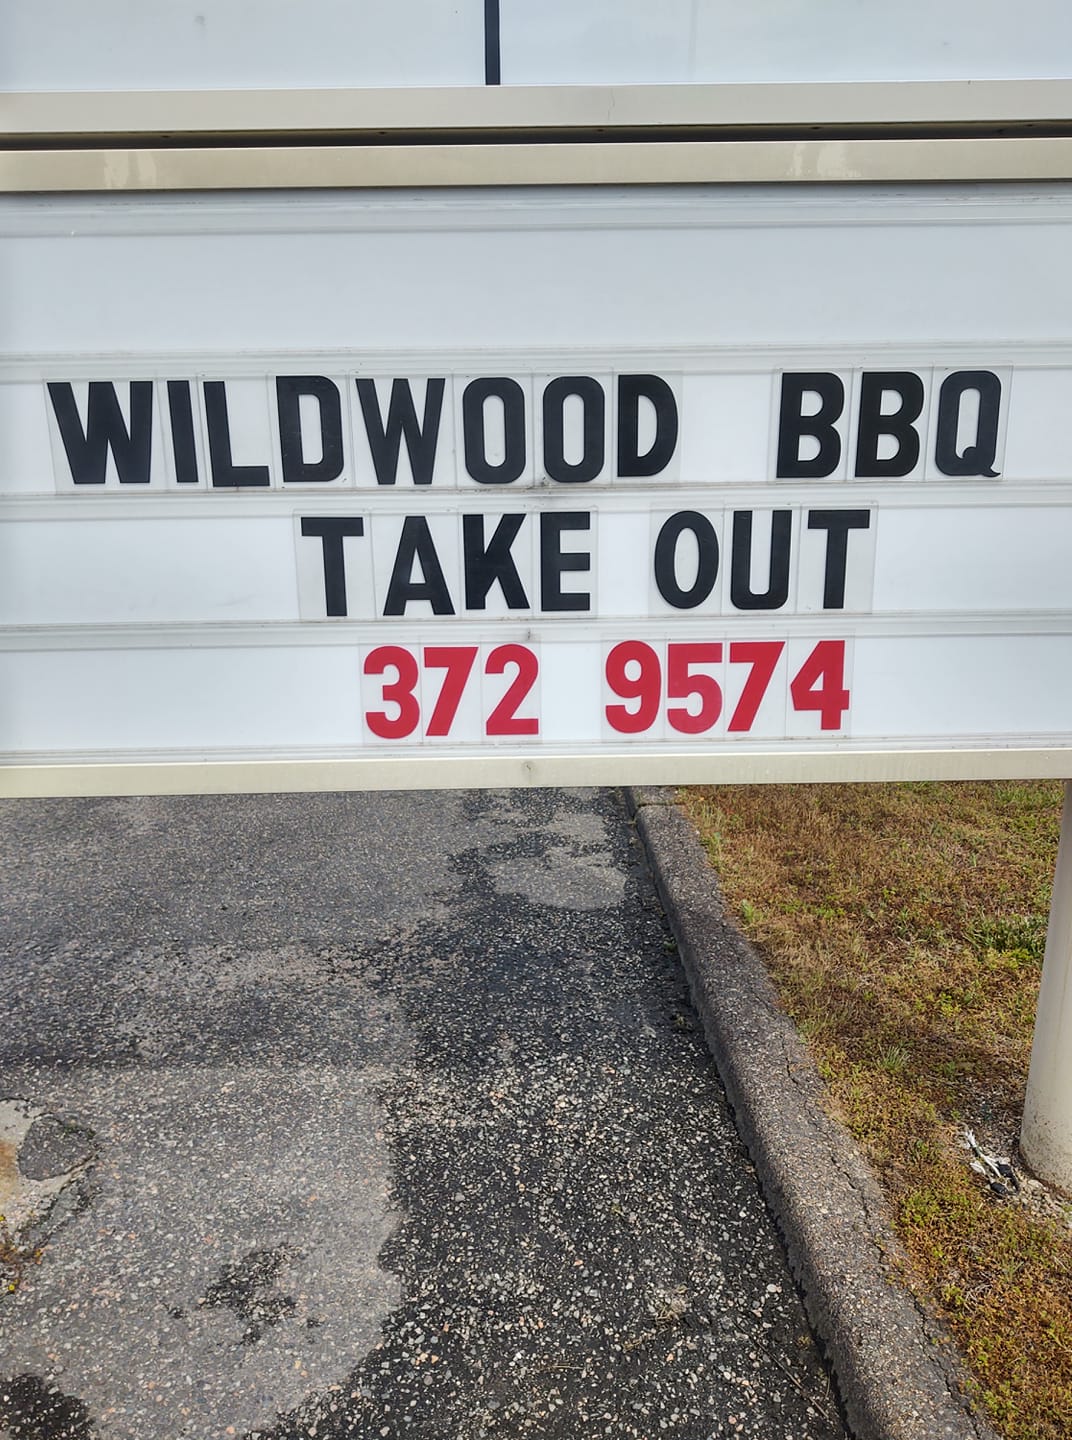 WILDWOOD BBQ
TAKE OUT
372 9574